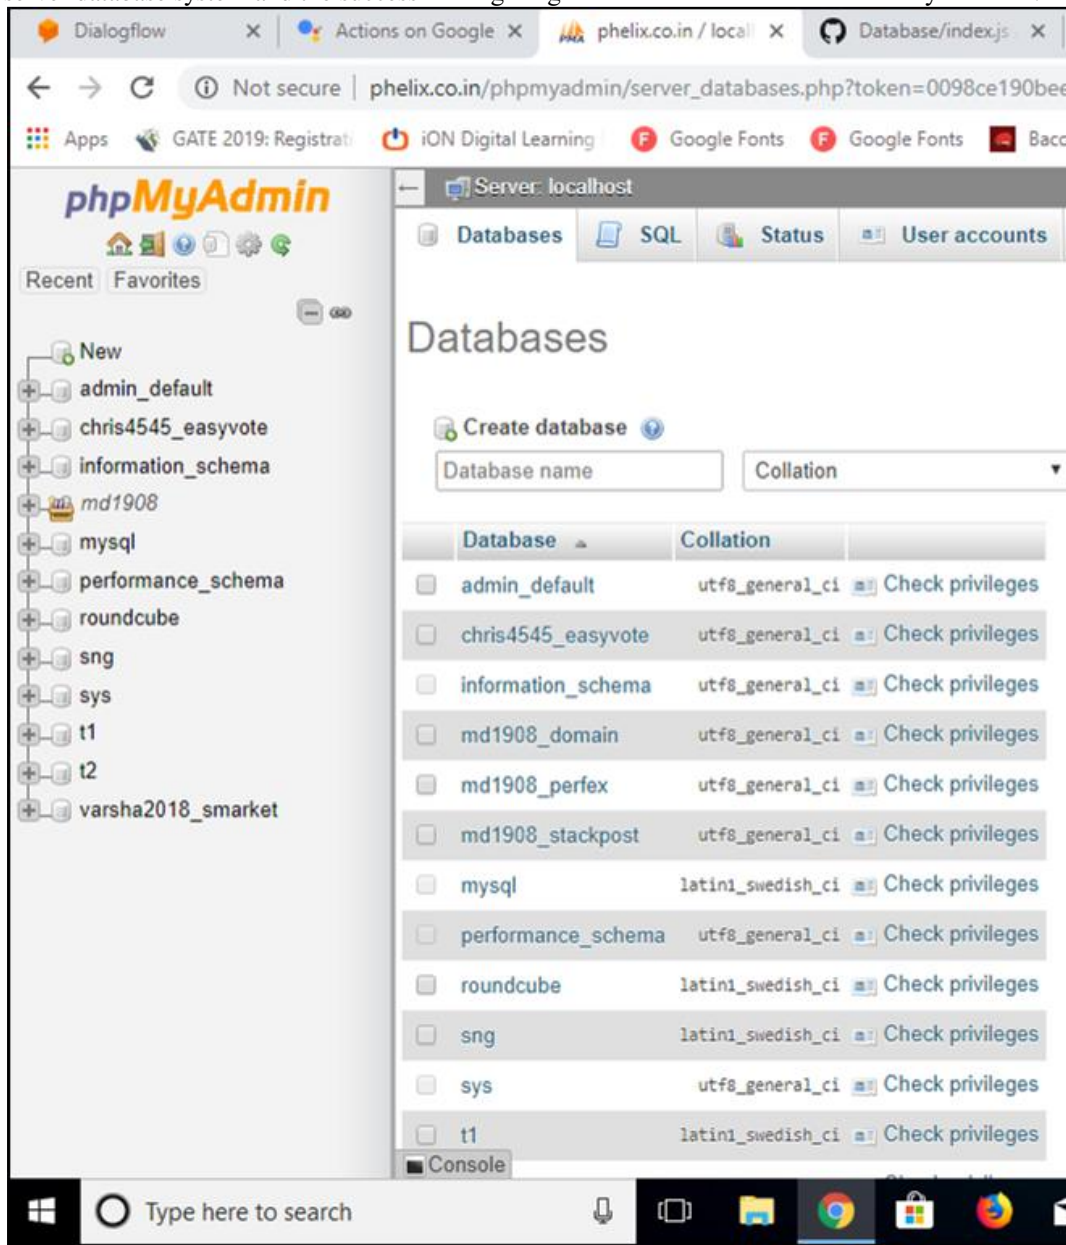 Dialogflow
Actions on Google
phelix.co.in / local
Database/index.js
Not secure
phelix.co.in/phpmyadmin/server_databases.php?token=0098ce190bee
Apps
GATE 2019: Registrati
iON Digital Learning
Google Fonts
Google Fonts
phpMyAdmin
Recent Favorites
New
admin_default
chris4545_easyvote
information_schema
md1908
mysql
performance_schema
roundcube
sng
sys
t1
t2
varsha2018_smarket
Server: localhost
Databases SQL Status User accounts
Databases
Create database
Database name Collation
Database Collation
admin_default utf8_general_ci Check privileges
chris4545_easyvote utf8_general_ci Check privileges
information_schema utf8_general_ci Check privileges
md1908_domain utf8_general_ci Check privileges
md1908_perfex utf8_general_ci Check privileges
md1908_stackpost utf8_general_ci Check privileges
mysql latin1_swedish_ci Check privileges
performance_schema utf8_general_ci Check privileges
roundcube latin1_swedish_ci Check privileges
sng latin1_swedish_ci Check privileges
sys utf8_general_ci Check privileges
t1 latin1_swedish_ci Check privileges
Console
Type here to search